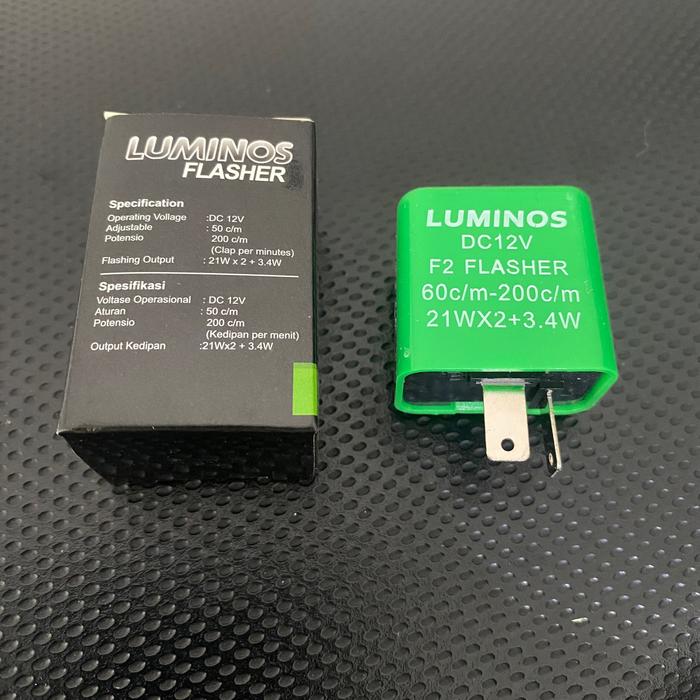 LUMINOS
FLASHER
Specification
Operating Voltage :DC 12V
Adjustable : 50 c/m
Potensio 200 c/m
(Clap per minutes)
Flashing Output : 21W x 2 + 3.4W
Spesifikasi
Voltase Operasional : DC 12V
Aturan : 50 c/m
Potensio 200 c/m
(Kedipan per menit)
Output Kedipan :21Wx2 + 3.4W
LUMINOS
DC12V
F2 FLASHER
60c/m-200c/m
21WX2+3.4W